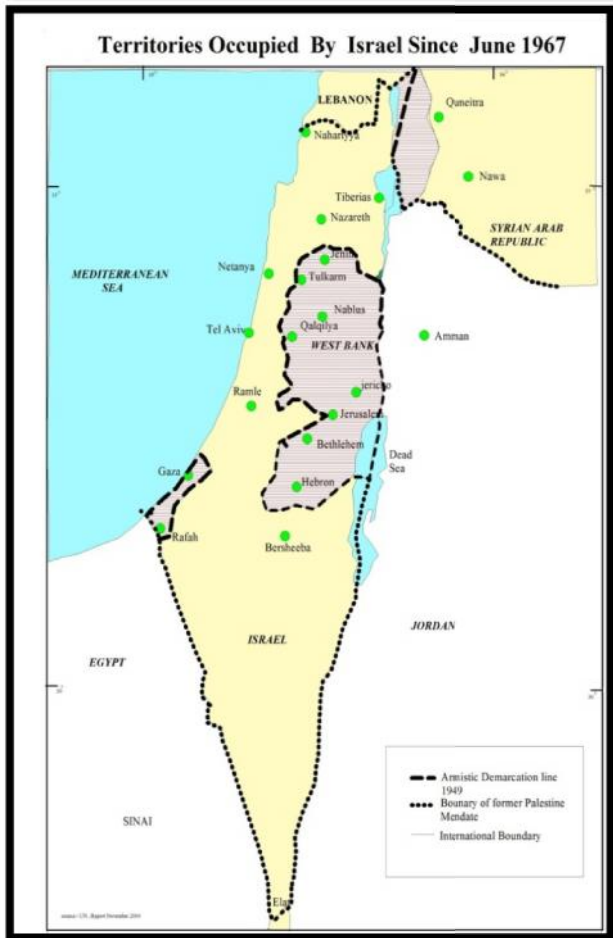 Territories Occupied By Israel Since June 1967
LEBANON
Quneitra
Nahariyya
Nawa
Tiberias
Nazareth
SYRIAN ARAB
REPUBLIC
Jenin
MEDITERRANEAN
SEA
Netanya
Tulkarm
Nablus
Qalqilya
Tel Aviv
WEST BANK
Amman
jericho
Ramle
Jerusalem
Bethlehem
Dead
Sea
Gaza
Hebron
Rafah
Bersheeba
JORDAN
ISRAEL
EGYPT
Armistic Demarcation line
1949
Bounary of former Palestine
Mendate
International Boundary
SINAI